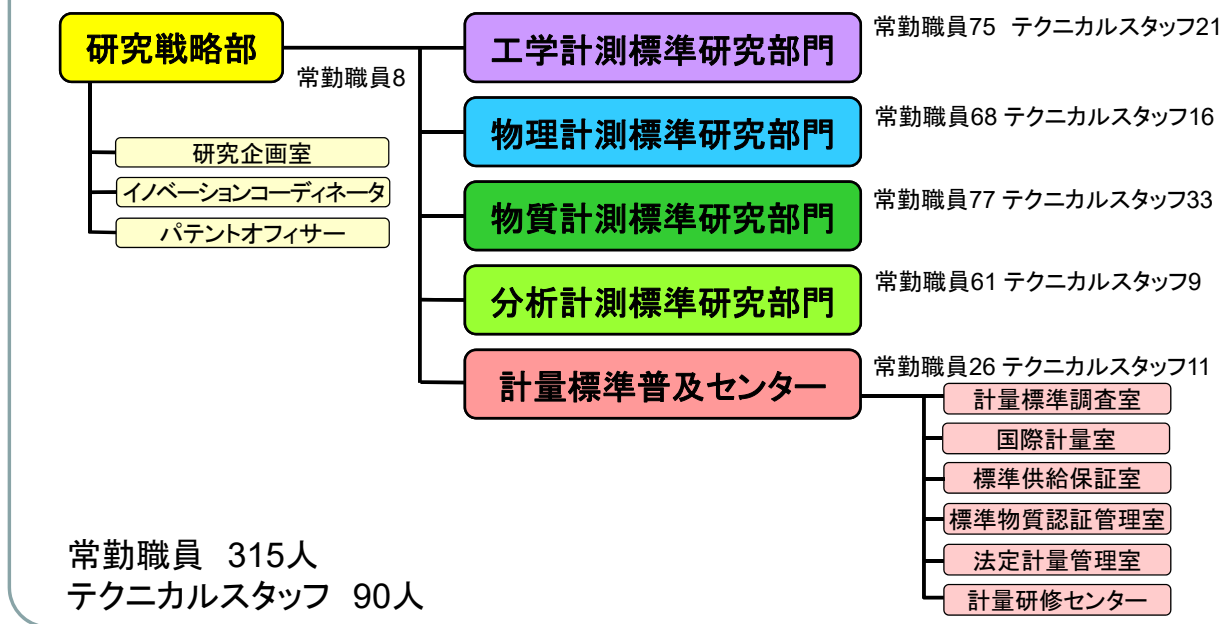 研究戦略部
常勤職員8
研究企画室
イノベーションコーディネータ
パテントオフィサー
工学計測標準研究部門
常勤職員75 テクニカルスタッフ21
物理計測標準研究部門
常勤職員68 テクニカルスタッフ16
物質計測標準研究部門
常勤職員77 テクニカルスタッフ33
分析計測標準研究部門
常勤職員61 テクニカルスタッフ9
計量標準普及センター
常勤職員26 テクニカルスタッフ11
計量標準調査室
国際計量室
標準供給保証室
標準物質認証管理室
法定計量管理室
計量研修センター
常勤職員 315人
テクニカルスタッフ 90人